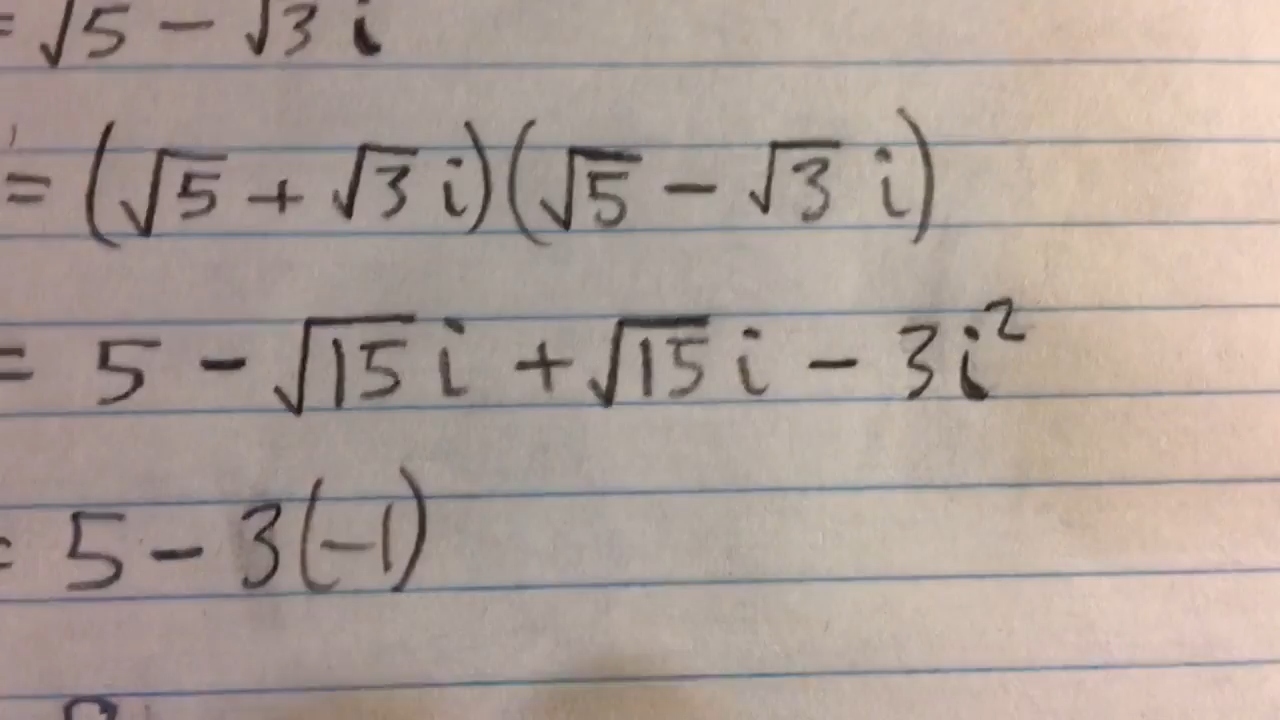 = √5 − √3 i
= (√5 + √3 i)(√5 − √3 i)
= 5 − √15 i + √15 i − 3i²
= 5 − 3(−1)